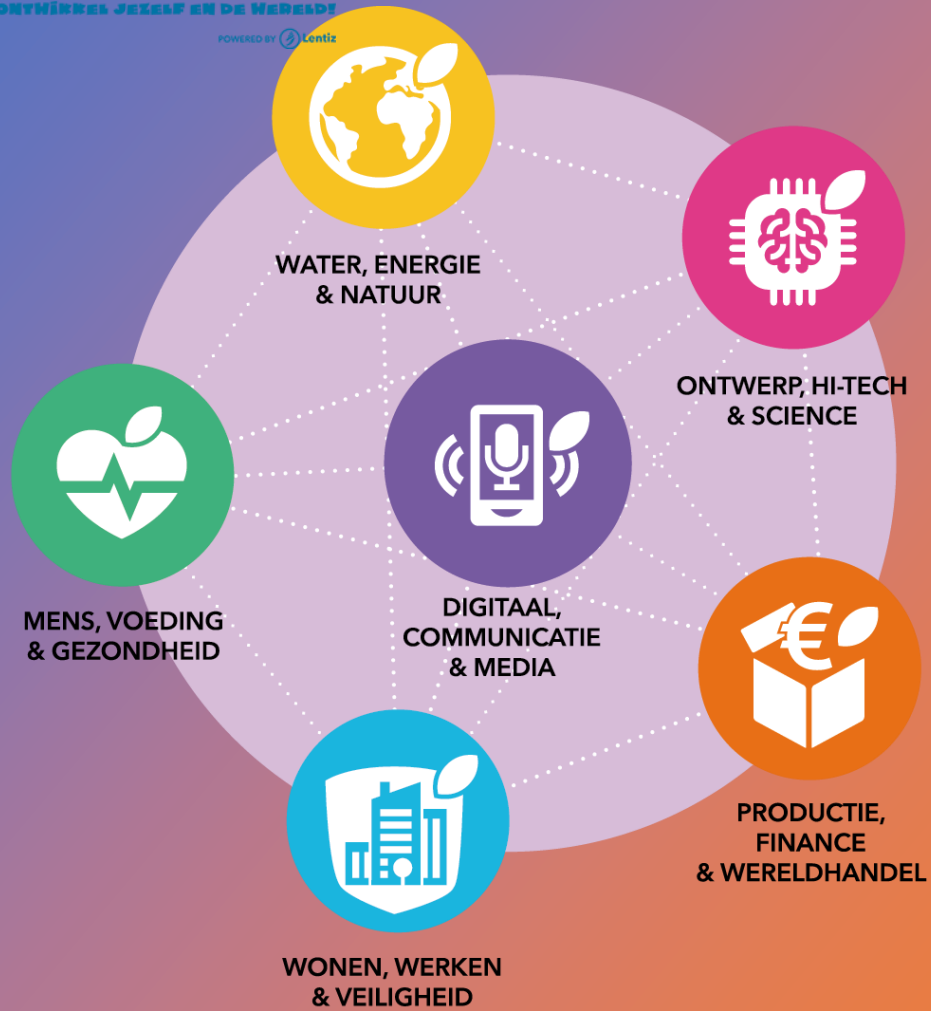 ONTWIKKEL JEZELF EN DE WERELD!
POWERED BY Lentiz
WATER, ENERGIE
& NATUUR
ONTWERP, HI-TECH
& SCIENCE
MENS, VOEDING
& GEZONDHEID
DIGITAAL,
COMMUNICATIE
& MEDIA
PRODUCTIE,
FINANCE
& WERELDHANDEL
WONEN, WERKEN
& VEILIGHEID